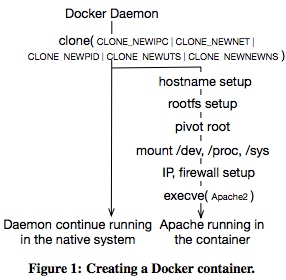 Docker Daemon
clone( CLONE_NEWIPC | CLONE_NEWNET |
CLONE_NEWPID | CLONE_NEWUTS | CLONE_NEWNEWNS )
hostname setup
rootfs setup
pivot root
mount /dev, /proc, /sys
IP, firewall setup
execve( Apache2 )
Daemon continue running
in the native system
Apache running in
the container
Figure 1: Creating a Docker container.